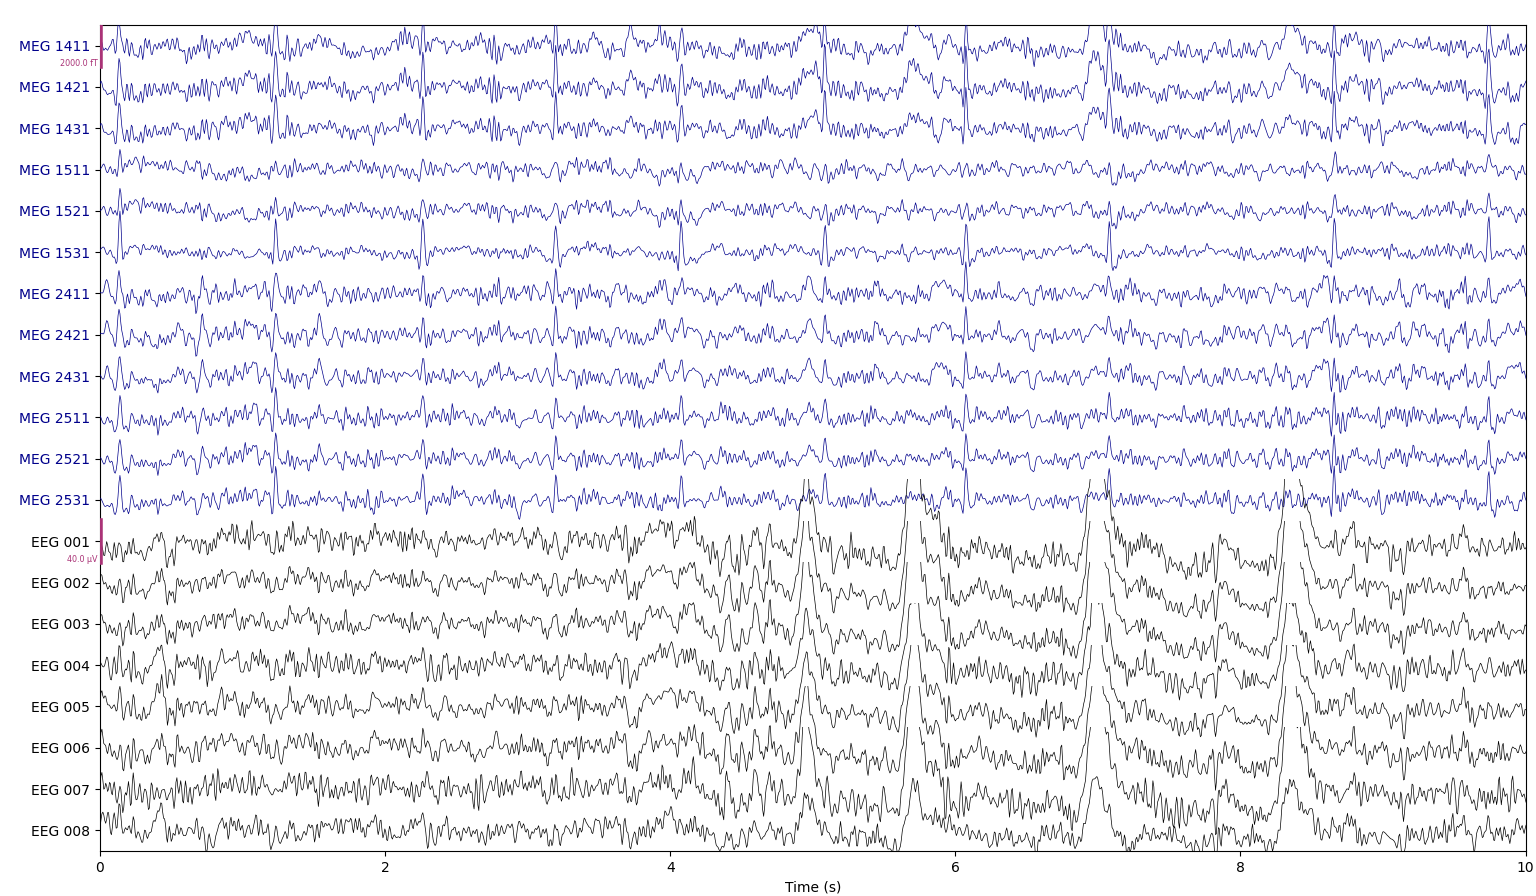 MEG 1411
2000.0 fT
MEG 1421
MEG 1431
MEG 1511
MEG 1521
MEG 1531
MEG 2411
MEG 2421
MEG 2431
MEG 2511
MEG 2521
MEG 2531
EEG 001
40.0 µV
EEG 002
EEG 003
EEG 004
EEG 005
EEG 006
EEG 007
EEG 008
0 2 4 6 8 10
Time (s)